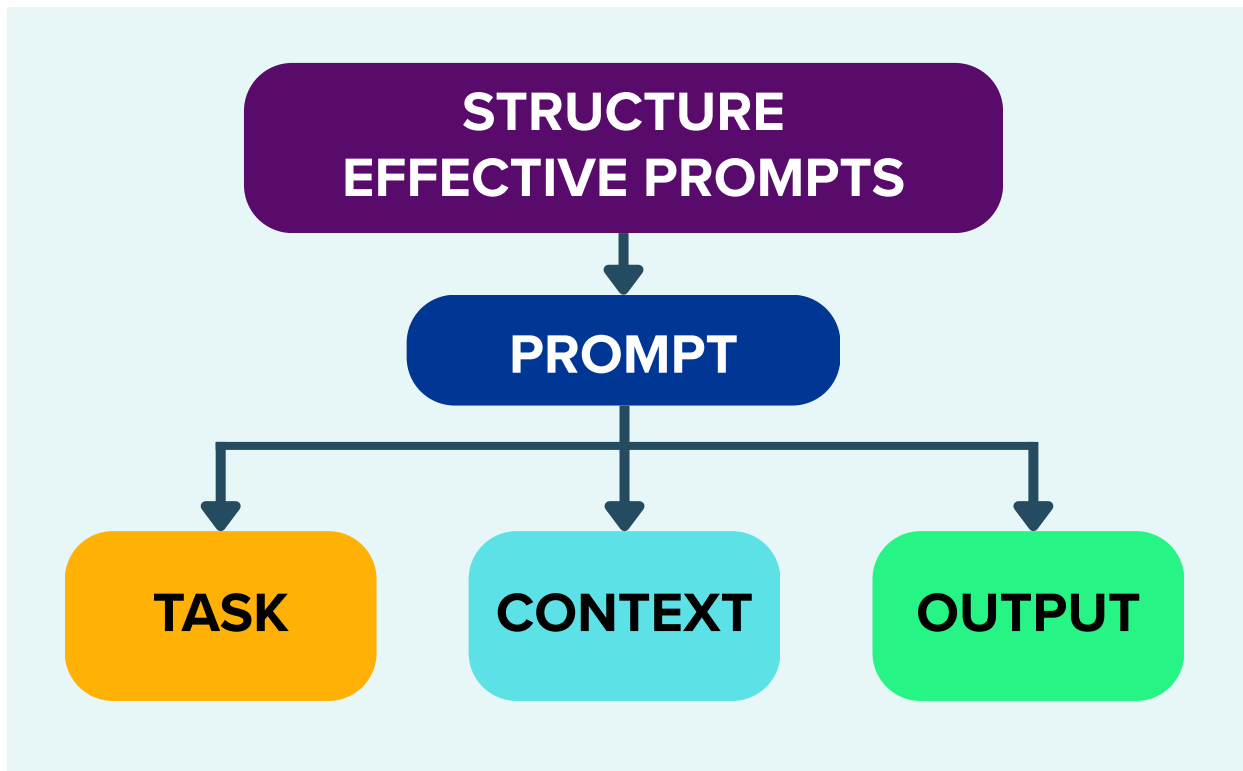 STRUCTURE
EFFECTIVE PROMPTS
PROMPT
TASK
CONTEXT
OUTPUT